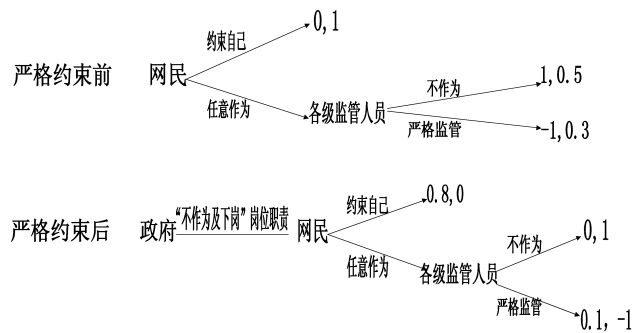 0, 1
约束自己
严格约束前 网民
任意作为
各级监管人员
不作为
1, 0.5
严格监管
-1, 0.3
严格约束后 政府 “不作为及下岗”岗位职责 网民
约束自己
0.8, 0
任意作为
各级监管人员
不作为
0, 1
严格监管
0.1, -1